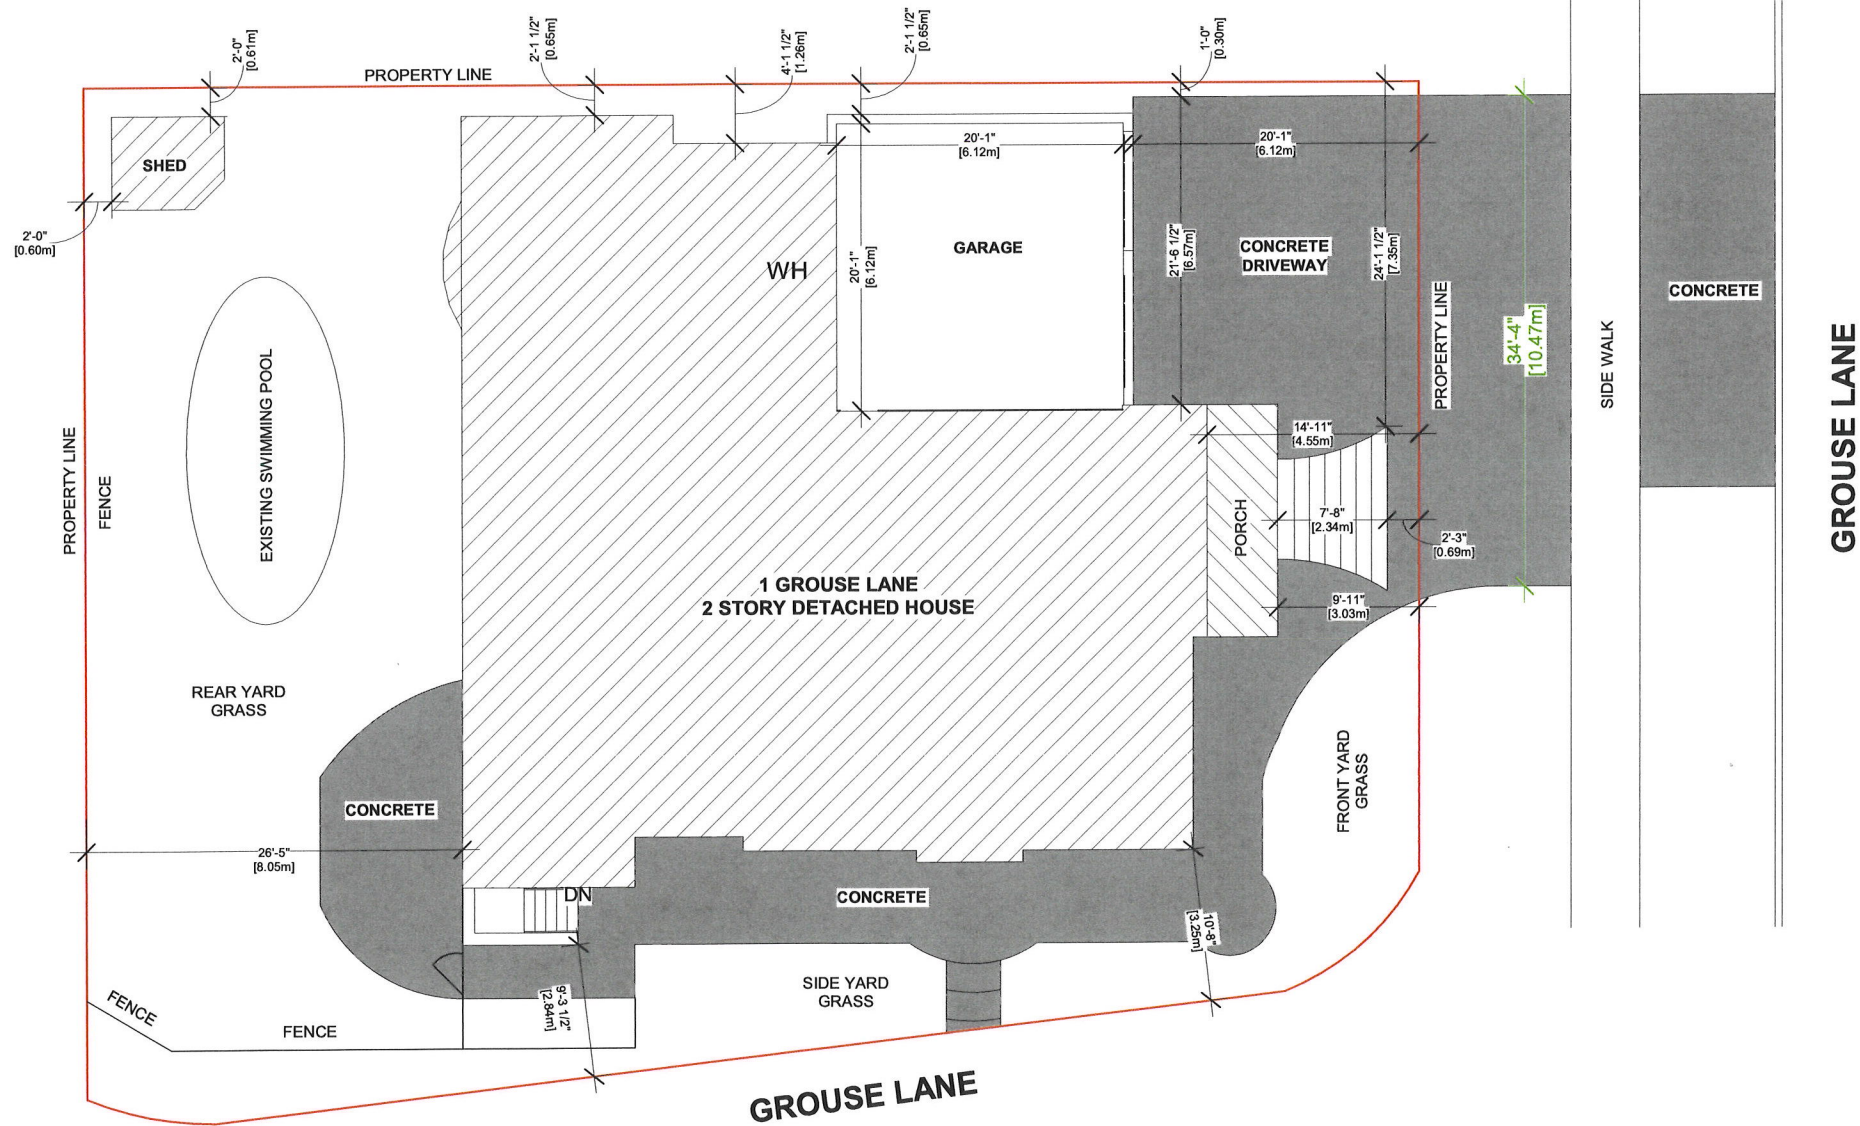 2'-0"
[0.61m]
PROPERTY LINE
2'-1 1/2"
[0.65m]
4'-1 1/2"
[1.26m]
2'-1 1/2"
[0.65m]
1'-0"
[0.30m]
SHED
20'-1"
[6.12m]
20'-1"
[6.12m]
2'-0"
[0.60m]
WH
20'-1"
[6.12m]
GARAGE
21'-6 1/2"
[6.57m]
CONCRETE
DRIVEWAY
24'-1 1/2"
[7.35m]
PROPERTY LINE
34'-4"
[10.47m]
SIDE WALK
CONCRETE
GROUSE LANE
PROPERTY LINE
FENCE
EXISTING SWIMMING POOL
14'-11"
[4.55m]
PORCH
7'-8"
[2.34m]
2'-3"
[0.69m]
1 GROUSE LANE
2 STORY DETACHED HOUSE
9'-11"
[3.03m]
REAR YARD
GRASS
FRONT YARD
GRASS
CONCRETE
26'-5"
[8.05m]
DN
CONCRETE
10'-8"
[3.25m]
SIDE YARD
GRASS
9'-3 1/2"
[2.84m]
FENCE
FENCE
GROUSE LANE